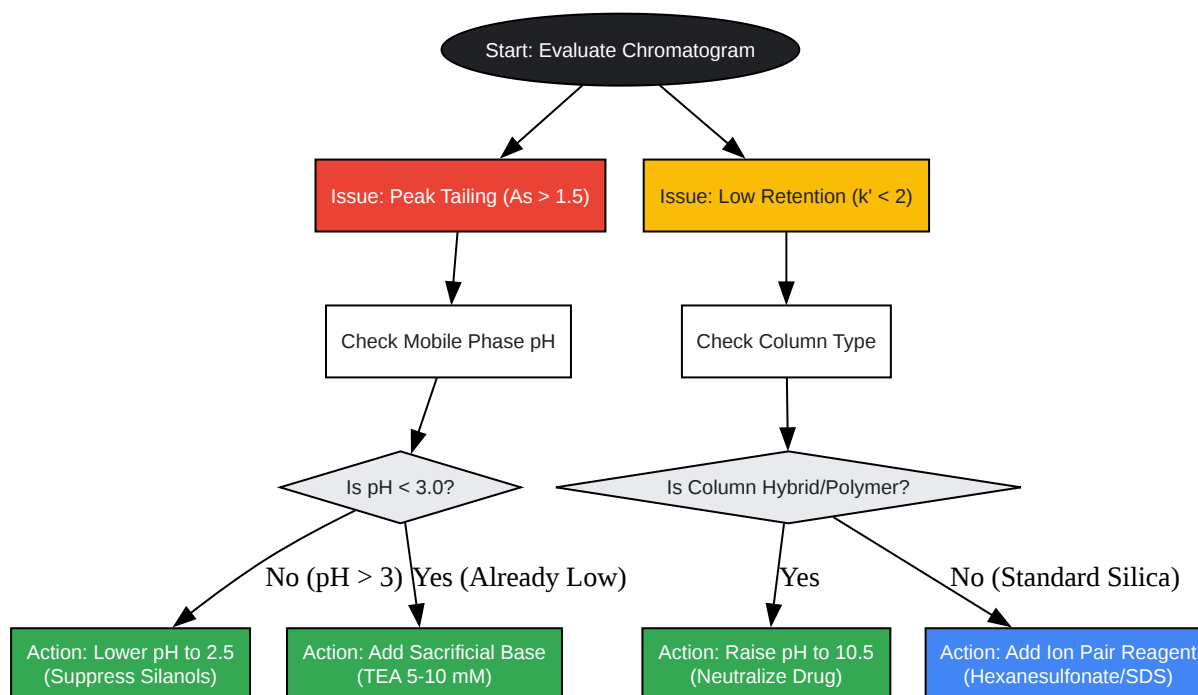 Start: Evaluate Chromatogram
Issue: Peak Tailing (As > 1.5)
Issue: Low Retention (k' < 2)
Check Mobile Phase pH
Check Column Type
Is pH < 3.0?
Is Column Hybrid/Polymer?
No (pH > 3)
Yes (Already Low)
Yes
No (Standard Silica)
Action: Lower pH to 2.5
(Suppress Silanols)
Action: Add Sacrificial Base
(TEA 5-10 mM)
Action: Raise pH to 10.5
(Neutralize Drug)
Action: Add Ion Pair Reagent
(Hexanesulfonate/SDS)